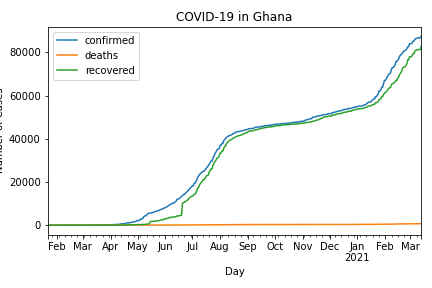 COVID-19 in Ghana
confirmed
deaths
recovered
80000
60000
40000
20000
0
Feb Mar Apr May Jun Jul Aug Sep Oct Nov Dec Jan Feb Mar
2021
Day